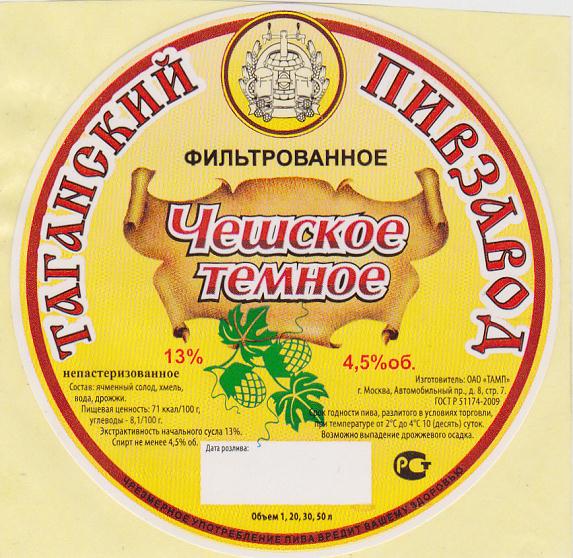 ТАГАНСКИЙ ПИВЗАВОД
ФИЛЬТРОВАННОЕ
Чешское
темное
13%
4,5%об.
непастеризованное
Состав: ячменный солод, хмель,
вода, дрожжи.
Пищевая ценность: 71 ккал/100 г,
углеводы - 8,1/100 г.
Экстрактивность начального сусла 13%.
Спирт не менее 4,5% об.
Изготовитель: ОАО «ТАМП»
г. Москва, Автомобильный пр., д. 8, стр. 7.
ГОСТ Р 51174-2009
Срок годности пива, разлитого в условиях торговли,
при температуре от 2°С до 4°С 10 (десять) суток.
Возможно выпадение дрожжевого осадка.
Дата розлива:
РСТ
Объем 1, 20, 30, 50 л
ЧРЕЗМЕРНОЕ УПОТРЕБЛЕНИЕ ПИВА ВРЕДИТ ВАШЕМУ ЗДОРОВЬЮ